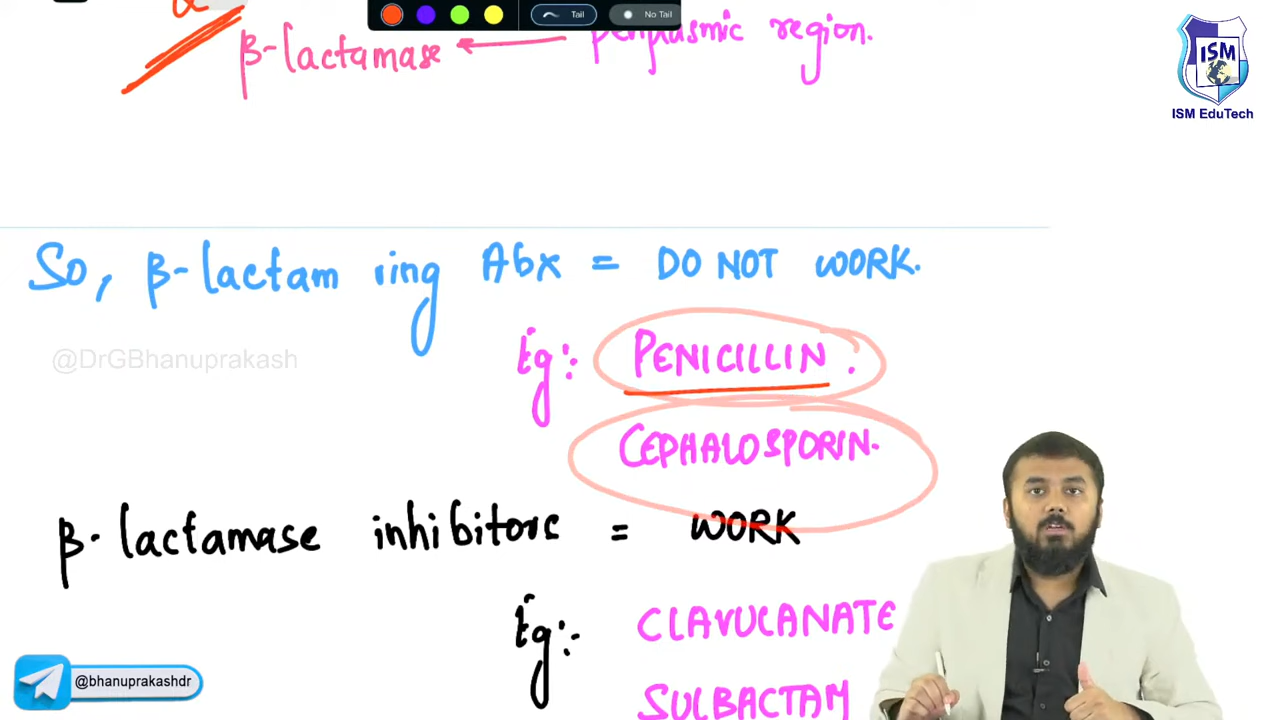 Tail
No Tail
β-lactamase ← periplasmic region.
ISM
ISM EduTech
So, β-lactam ring Abx = DO NOT WORK.
@DrGBhanuprakash
Eg:- PENICILLIN.
CEPHALOSPORIN.
β-lactamase inhibitors = WORK
Eg:- CLAVULANATE
@bhanuprakashdr
SULBACTAM